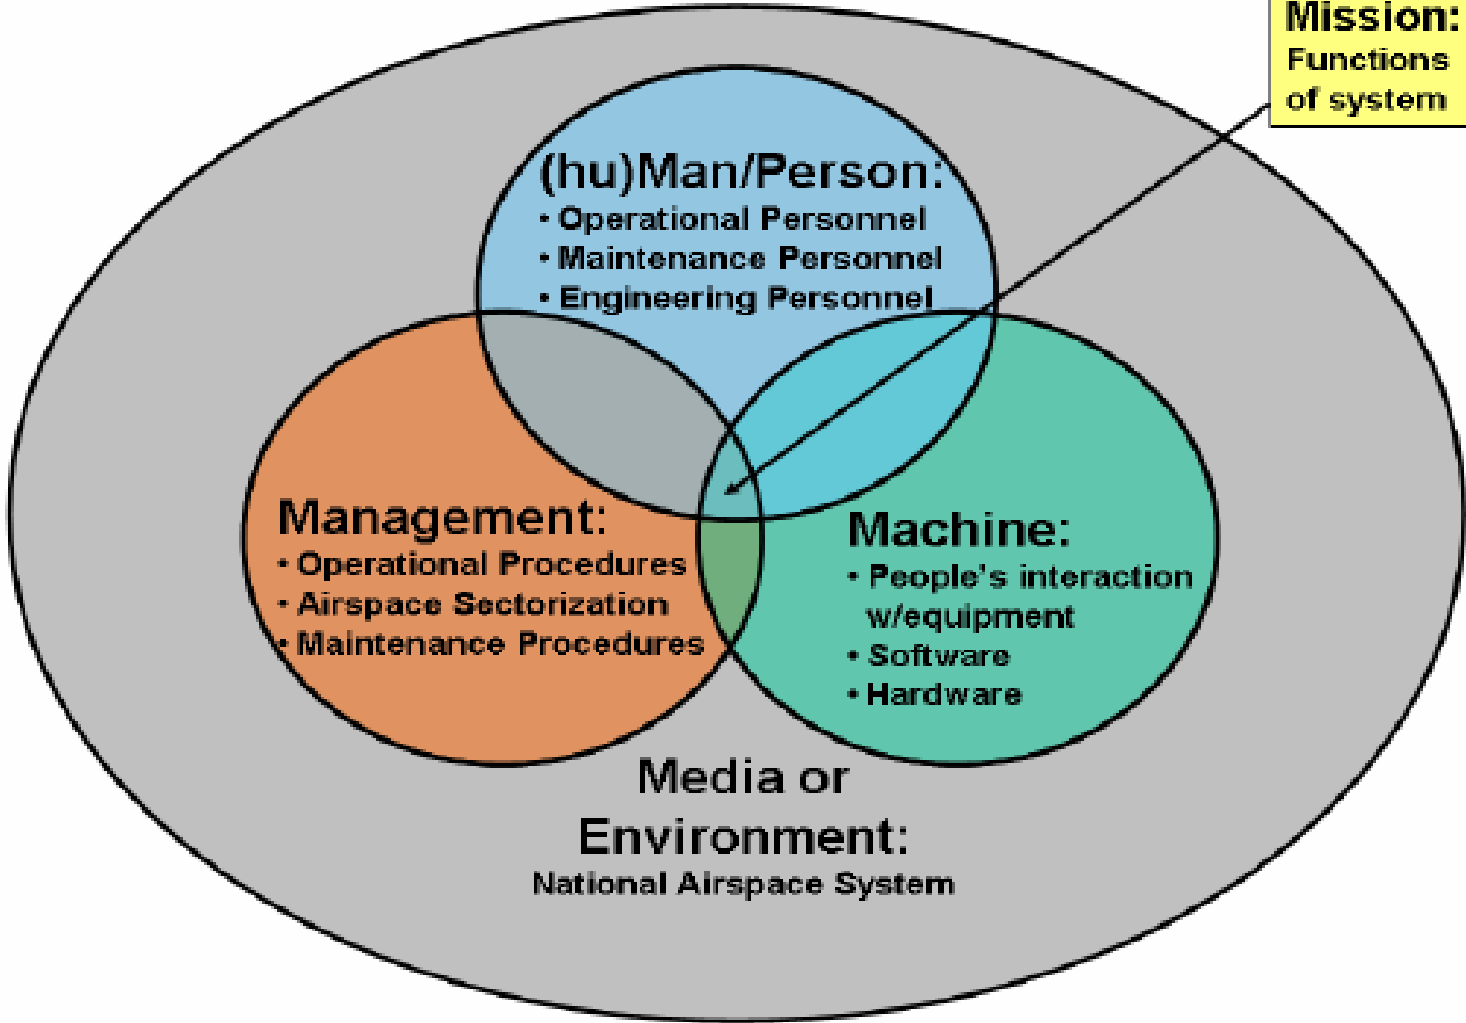 Mission:
Functions
of system
(hu)Man/Person:
• Operational Personnel
• Maintenance Personnel
• Engineering Personnel
Management:
• Operational Procedures
• Airspace Sectorization
• Maintenance Procedures
Machine:
• People's interaction
w/equipment
• Software
• Hardware
Media or
Environment:
National Airspace System